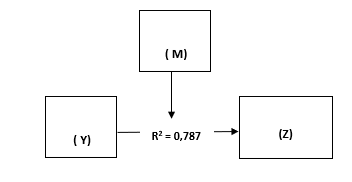 ( M)
( Y)
R² = 0,787
(Z)